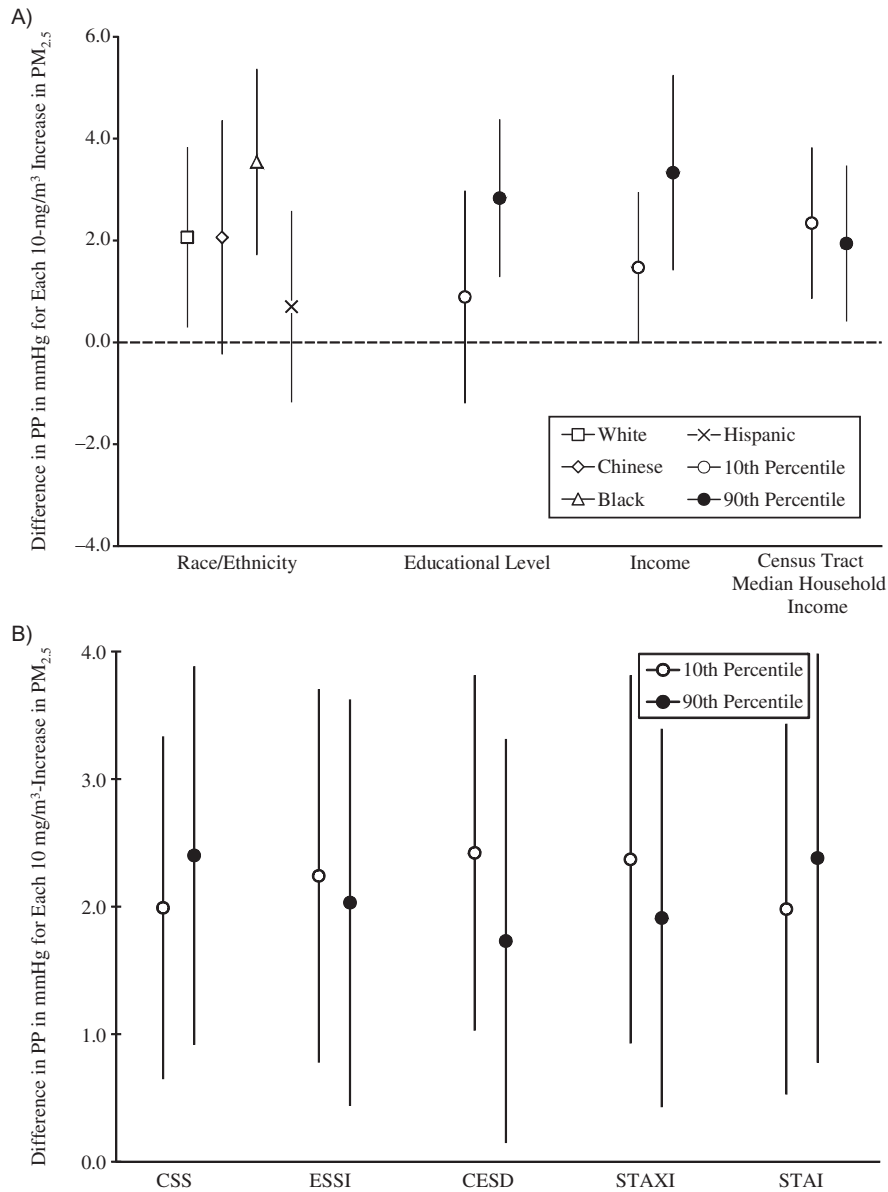 A)
Difference in PP in mmHg for Each 10-mg/m³ Increase in PM₂.₅
6.0
4.0
2.0
0.0
–2.0
–4.0
White
Chinese
Black
Hispanic
10th Percentile
90th Percentile
Race/Ethnicity
Educational Level
Income
Census Tract
Median Household
Income
B)
Difference in PP in mmHg for Each 10 mg/m³-Increase in PM₂.₅
4.0
3.0
2.0
1.0
0.0
10th Percentile
90th Percentile
CSS
ESSI
CESD
STAXI
STAI